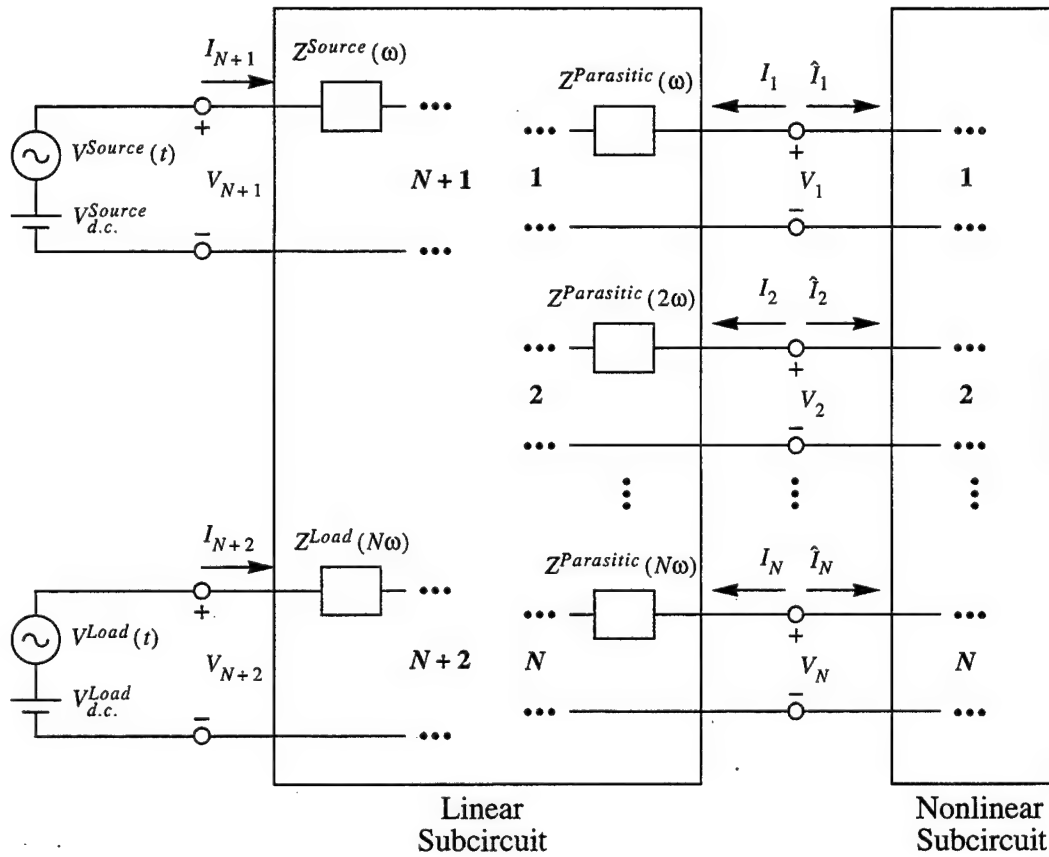 I_{N+1}
Z^{Source}(ω)
Z^{Parasitic}(ω)
I_1 Î_1
•••
•••
•••
+
+
V^{Source}(t)
V_{N+1}
N+1
1
V_1
1
V^{Source}_{d.c.}
−
−
•••
•••
•••
Z^{Parasitic}(2ω)
I_2 Î_2
•••
•••
+
2
V_2
2
−
•••
•••
I_{N+2}
Z^{Load}(Nω)
Z^{Parasitic}(Nω)
I_N Î_N
•••
•••
•••
+
+
V^{Load}(t)
V_{N+2}
N+2
N
V_N
N
V^{Load}_{d.c.}
−
−
•••
•••
•••
Linear
Subcircuit
Nonlinear
Subcircuit